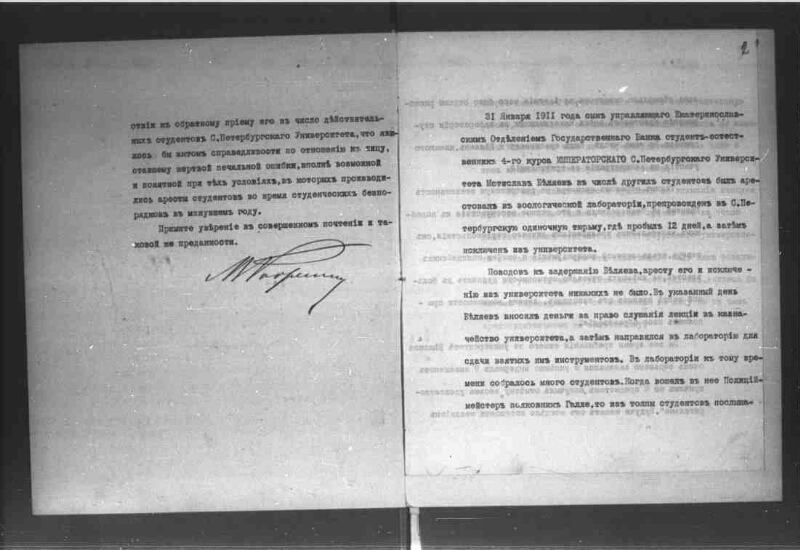 ствія къ обратному пріему его въ число дѣйствитель-
ныхъ студентовъ С.Петербургскаго Университета, что яви-
лось бы актомъ справедливости по отношенію къ лицу,
ставшему жертвой печальной ошибки, вполнѣ возможной
и понятной при тѣхъ условіяхъ, въ которыхъ производи-
лись аресты студентовъ во время студенческихъ безпо-
рядковъ въ минувшемъ году.
Примите увѣреніе въ совершенномъ почтеніи и та-
ковой же преданности.
2
31 Января 1911 года сынъ управляющаго Екатеринослав-
скимъ Отдѣленіемъ Государственнаго Банка студентъ-естест-
венникъ 4-го курса ИМПЕРАТОРСКАГО С.Петербургскаго Универси-
тета Мстиславъ Бѣляевъ въ числѣ другихъ студентовъ былъ аре-
стованъ въ зоологической лабораторіи, препровожденъ въ С.Пе-
тербургскую одиночную тюрьму, гдѣ пробылъ 12 дней, а затѣмъ
исключенъ изъ университета.
Поводовъ къ задержанію Бѣляева, аресту его и исключе-
нію изъ университета никакихъ не было. Въ указанный день
Бѣляевъ вносилъ деньги за право слушанія лекціи въ казна-
чейство университета, а затѣмъ направился въ лабораторію для
сдачи взятыхъ имъ инструментовъ. Въ лабораторіи къ тому вре-
мени собралось много студентовъ. Когда вошелъ въ нее Полицій-
мейстеръ полковникъ Галле, то изъ толпы студентовъ послыша-